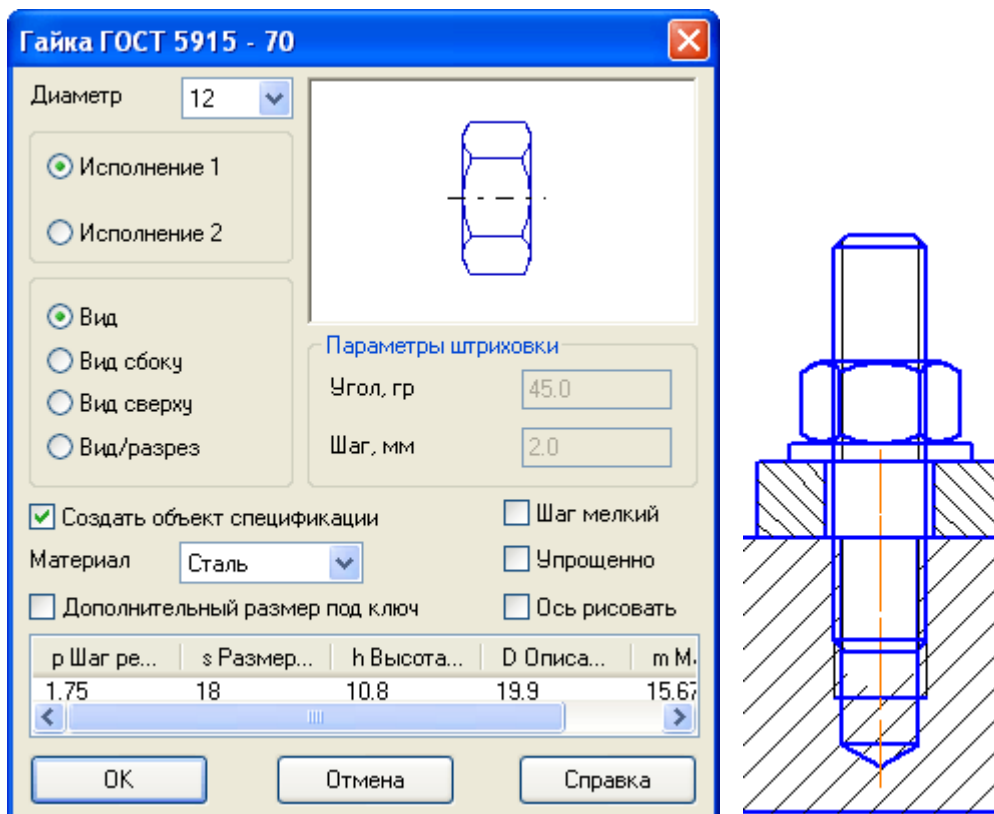 Гайка ГОСТ 5915 - 70
Диаметр 12
Исполнение 1
Исполнение 2
Вид
Вид сбоку
Вид сверху
Вид/разрез
Параметры штриховки
Угол, гр 45.0
Шаг, мм 2.0
Создать объект спецификации
Шаг мелкий
Материал Сталь
Упрощенно
Дополнительный размер под ключ
Ось рисовать
p Шаг ре... s Размер... h Высота... D Описа... m М.
1.75 18 10.8 19.9 15.67
OK Отмена Справка